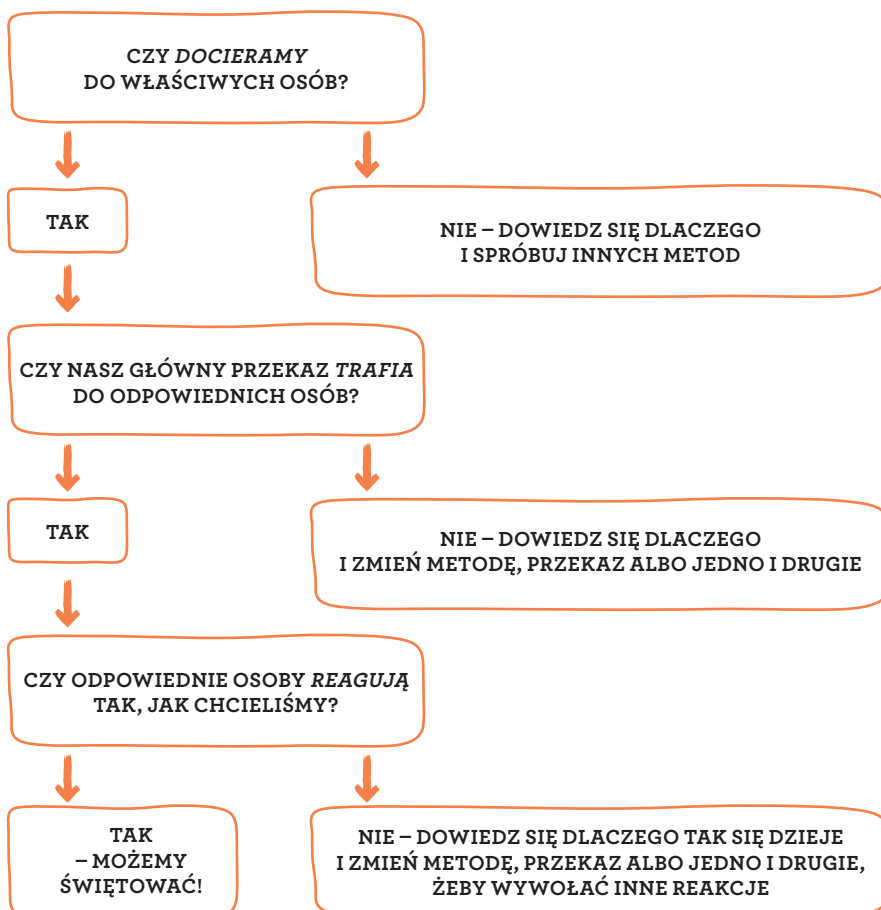 CZY DOCIERAMY
DO WŁAŚCIWYCH OSÓB?
TAK
NIE – DOWIEDZ SIĘ DLACZEGO
I SPRÓBUJ INNYCH METOD
CZY NASZ GŁÓWNY PRZEKAZ TRAFIA
DO ODPOWIEDNICH OSÓB?
TAK
NIE – DOWIEDZ SIĘ DLACZEGO
I ZMIEŃ METODĘ, PRZEKAZ ALBO JEDNO I DRUGIE
CZY ODPOWIEDNIE OSOBY REAGUJĄ
TAK, JAK CHCIELIŚMY?
TAK
– MOŻEMY
ŚWIĘTOWAĆ!
NIE – DOWIEDZ SIĘ DLACZEGO TAK SIĘ DZIEJE
I ZMIEŃ METODĘ, PRZEKAZ ALBO JEDNO I DRUGIE,
ŻEBY WYWOŁAĆ INNE REAKCJE